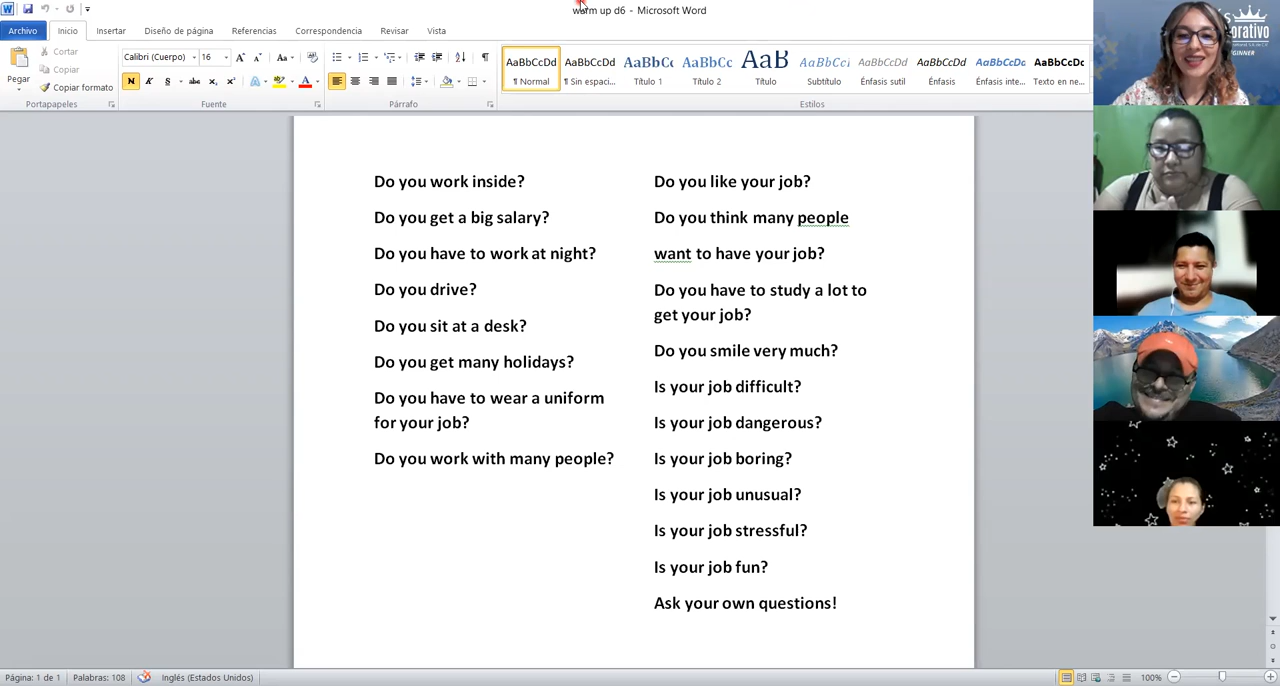 warm up d6 - Microsoft Word
Archivo Inicio Insertar Diseño de página Referencias Correspondencia Revisar Vista
Pegar
Cortar
Copiar
Copiar formato
Portapapeles
Calibri (Cuerpo) 16
Fuente
Párrafo
AaBbCcDd AaBbCcDd AaBbC AaBbCc AaB AaBbCcI AaBbCcDd AaBbCcDd AaBbCcDd AaBbCcDc
¶ Normal ¶ Sin espaci... Título 1 Título 2 Título Subtítulo Énfasis sutil Énfasis Énfasis inte... Texto en ne...
Estilos
Do you work inside?
Do you get a big salary?
Do you have to work at night?
Do you drive?
Do you sit at a desk?
Do you get many holidays?
Do you have to wear a uniform
for your job?
Do you work with many people?
Do you like your job?
Do you think many people
want to have your job?
Do you have to study a lot to
get your job?
Do you smile very much?
Is your job difficult?
Is your job dangerous?
Is your job boring?
Is your job unusual?
Is your job stressful?
Is your job fun?
Ask your own questions!
Página: 1 de 1 Palabras: 108 Inglés (Estados Unidos) 100%